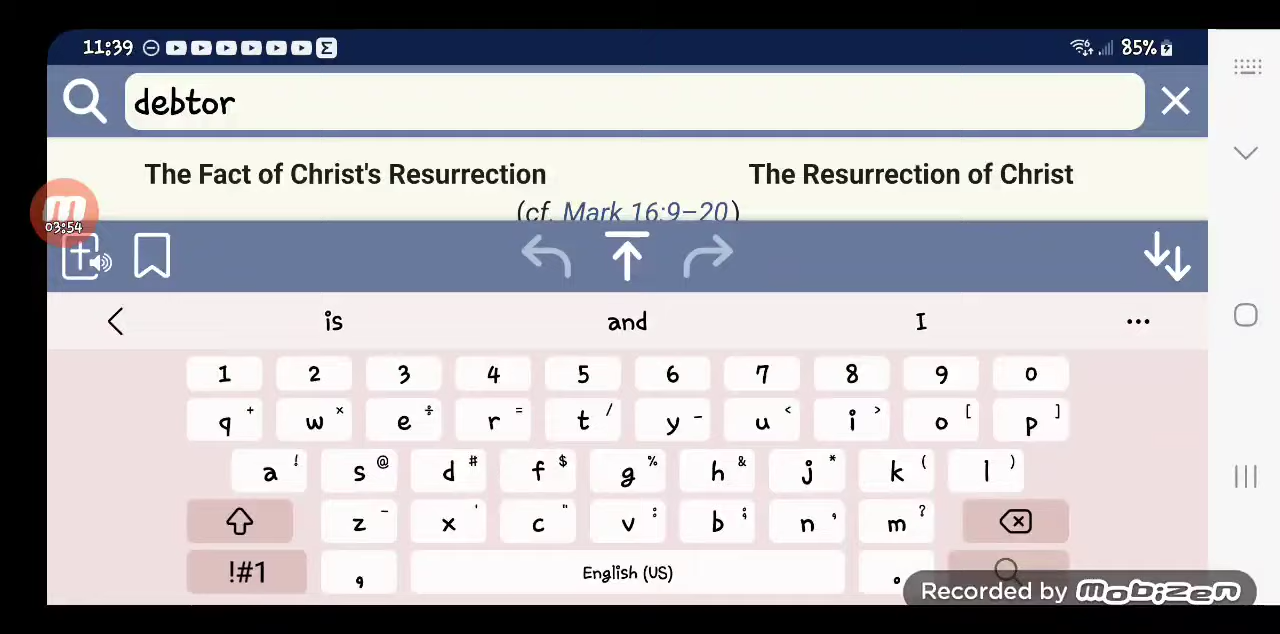 11:39 85%
debtor
The Fact of Christ's Resurrection The Resurrection of Christ
(cf. Mark 16:9–20)
03:54
is and I ...
1 2 3 4 5 6 7 8 9 0
q + w × e ÷ r = t / y - u < i > o [ p ]
a ! s @ d # f $ g % h & j * k ( l )
z - x ' c " v : b ; n , m ?
!#1 , English (US) .
Recorded by Mobizen